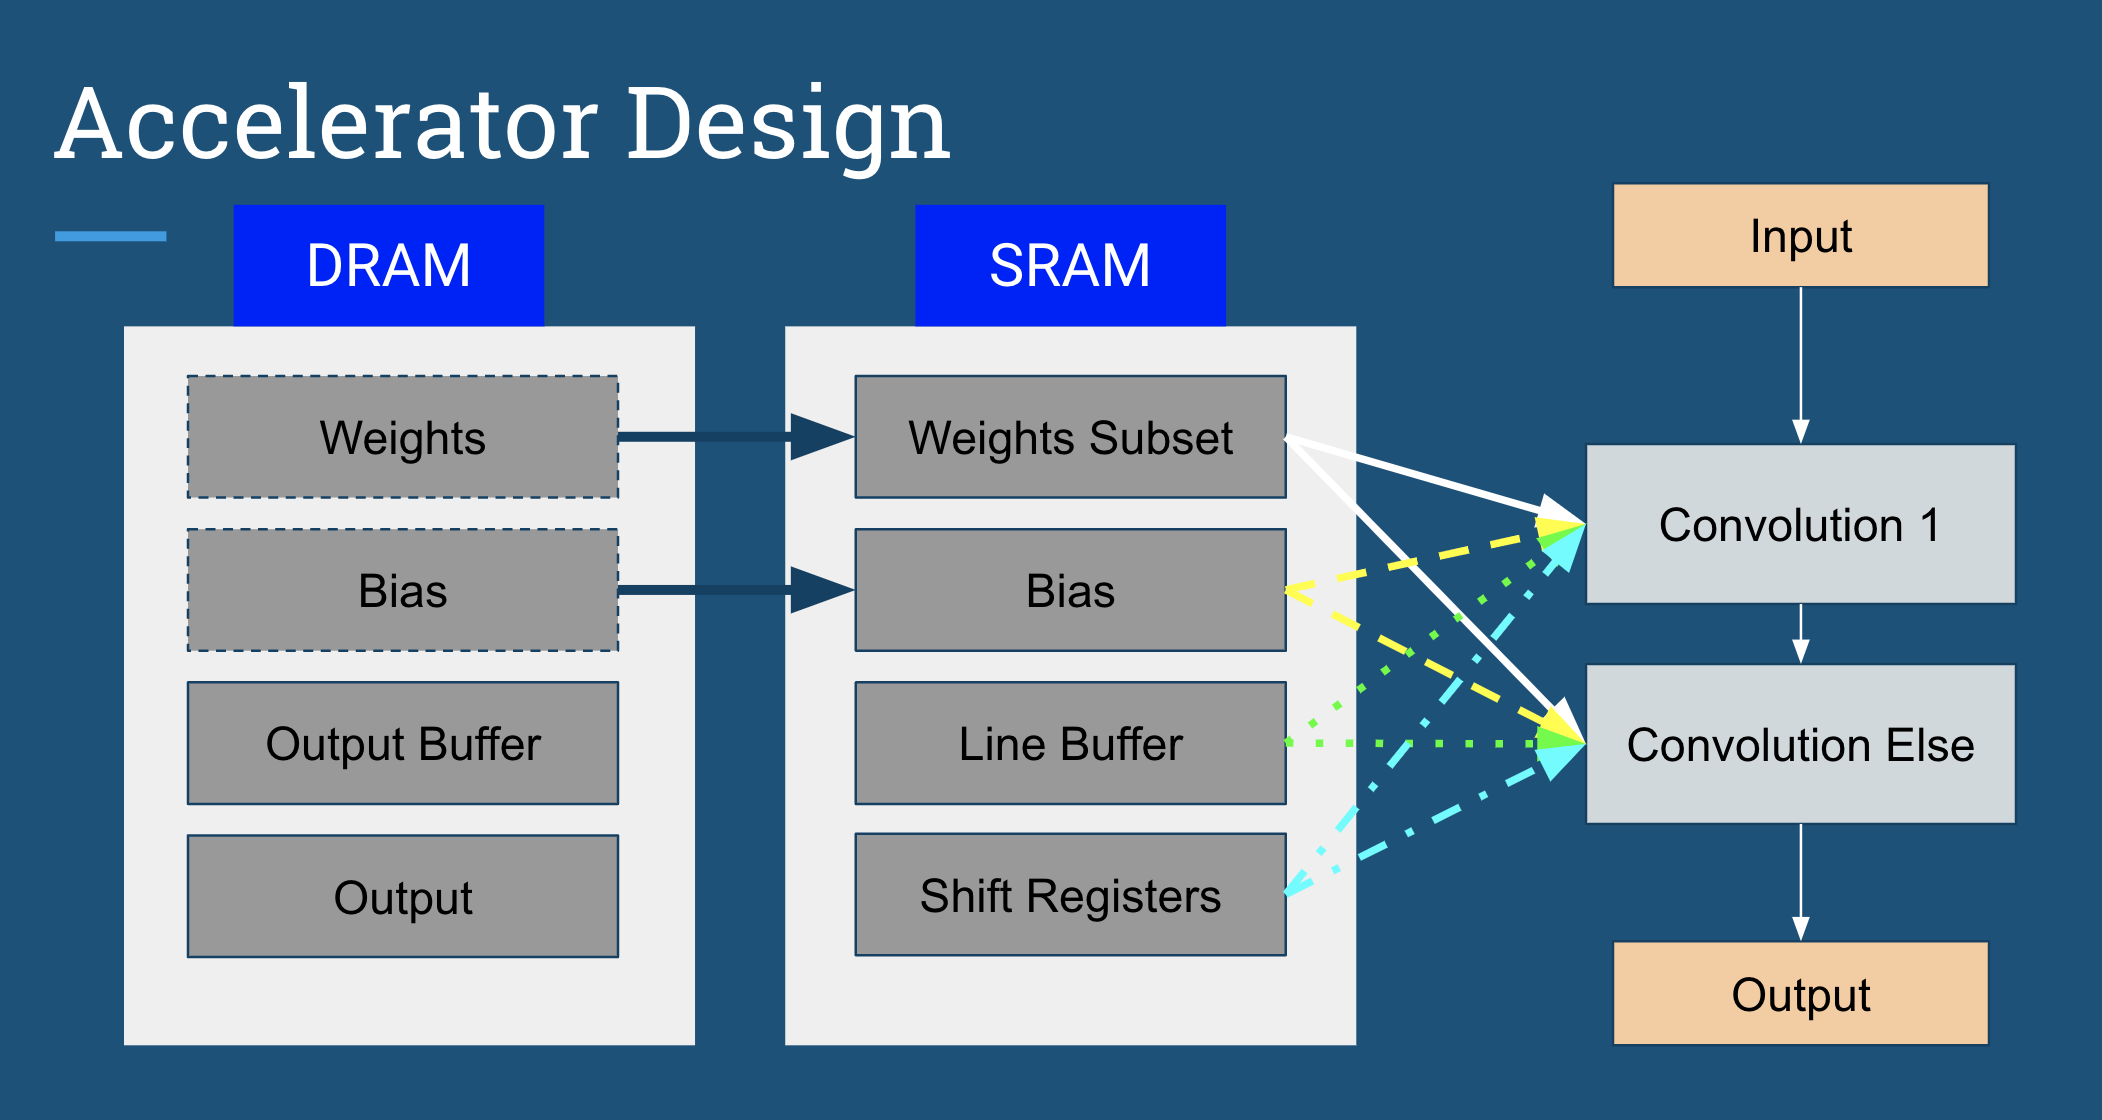 Accelerator Design
DRAM
Weights
Bias
Output Buffer
Output
SRAM
Weights Subset
Bias
Line Buffer
Shift Registers
Input
Convolution 1
Convolution Else
Output